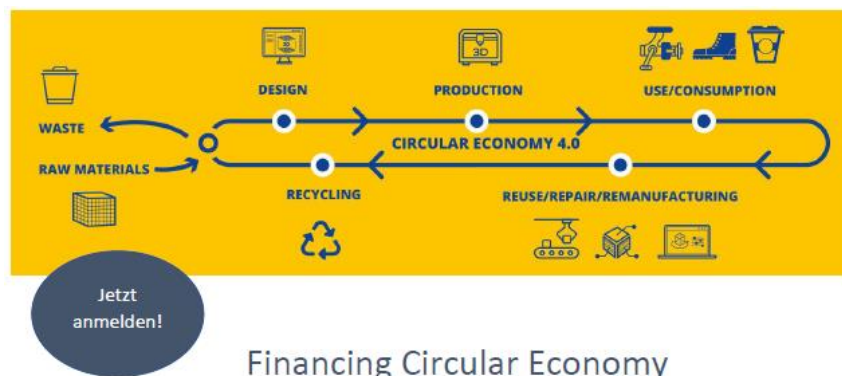 DESIGN
PRODUCTION
3D
USE/CONSUMPTION
WASTE
CIRCULAR ECONOMY 4.0
RAW MATERIALS
RECYCLING
REUSE/REPAIR/REMANUFACTURING
Jetzt
anmelden!
Financing Circular Economy